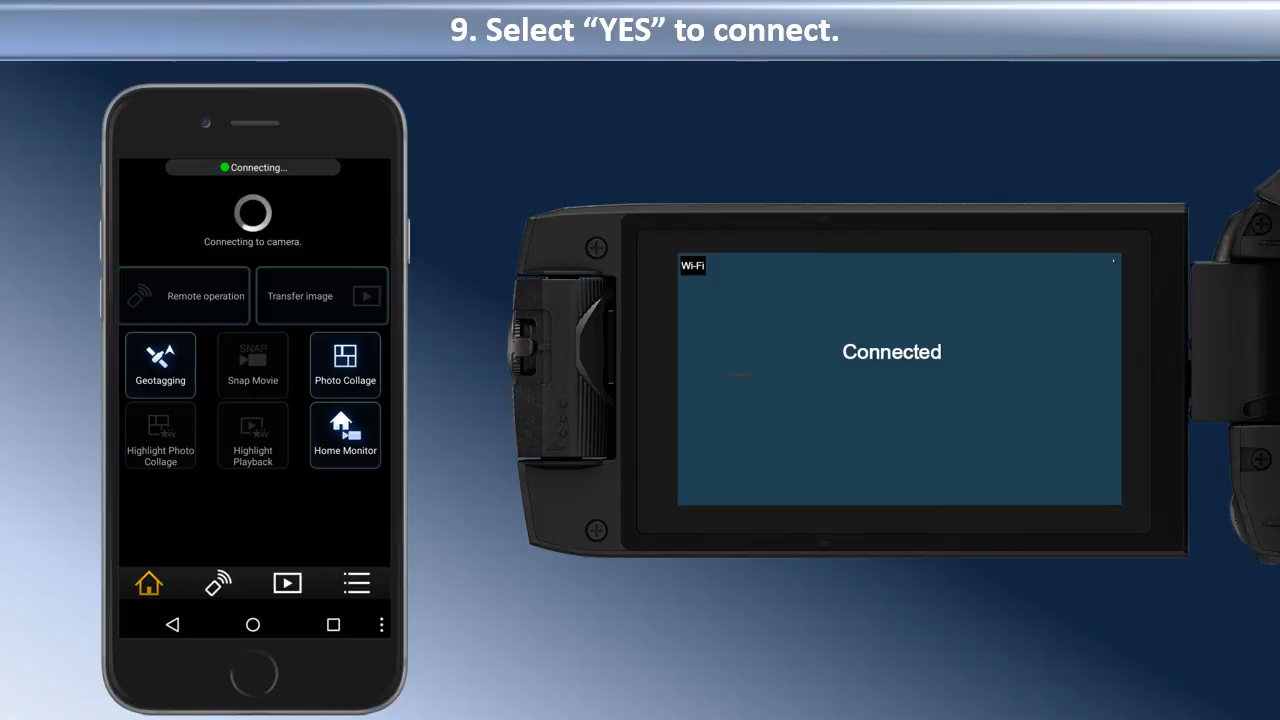 9. Select “YES” to connect.
Connecting...
Connecting to camera.
Remote operation
Transfer image
SNAP
Geotagging
Snap Movie
Photo Collage
Highlight Photo
Collage
Highlight
Playback
Home Monitor
Wi-Fi
Connected